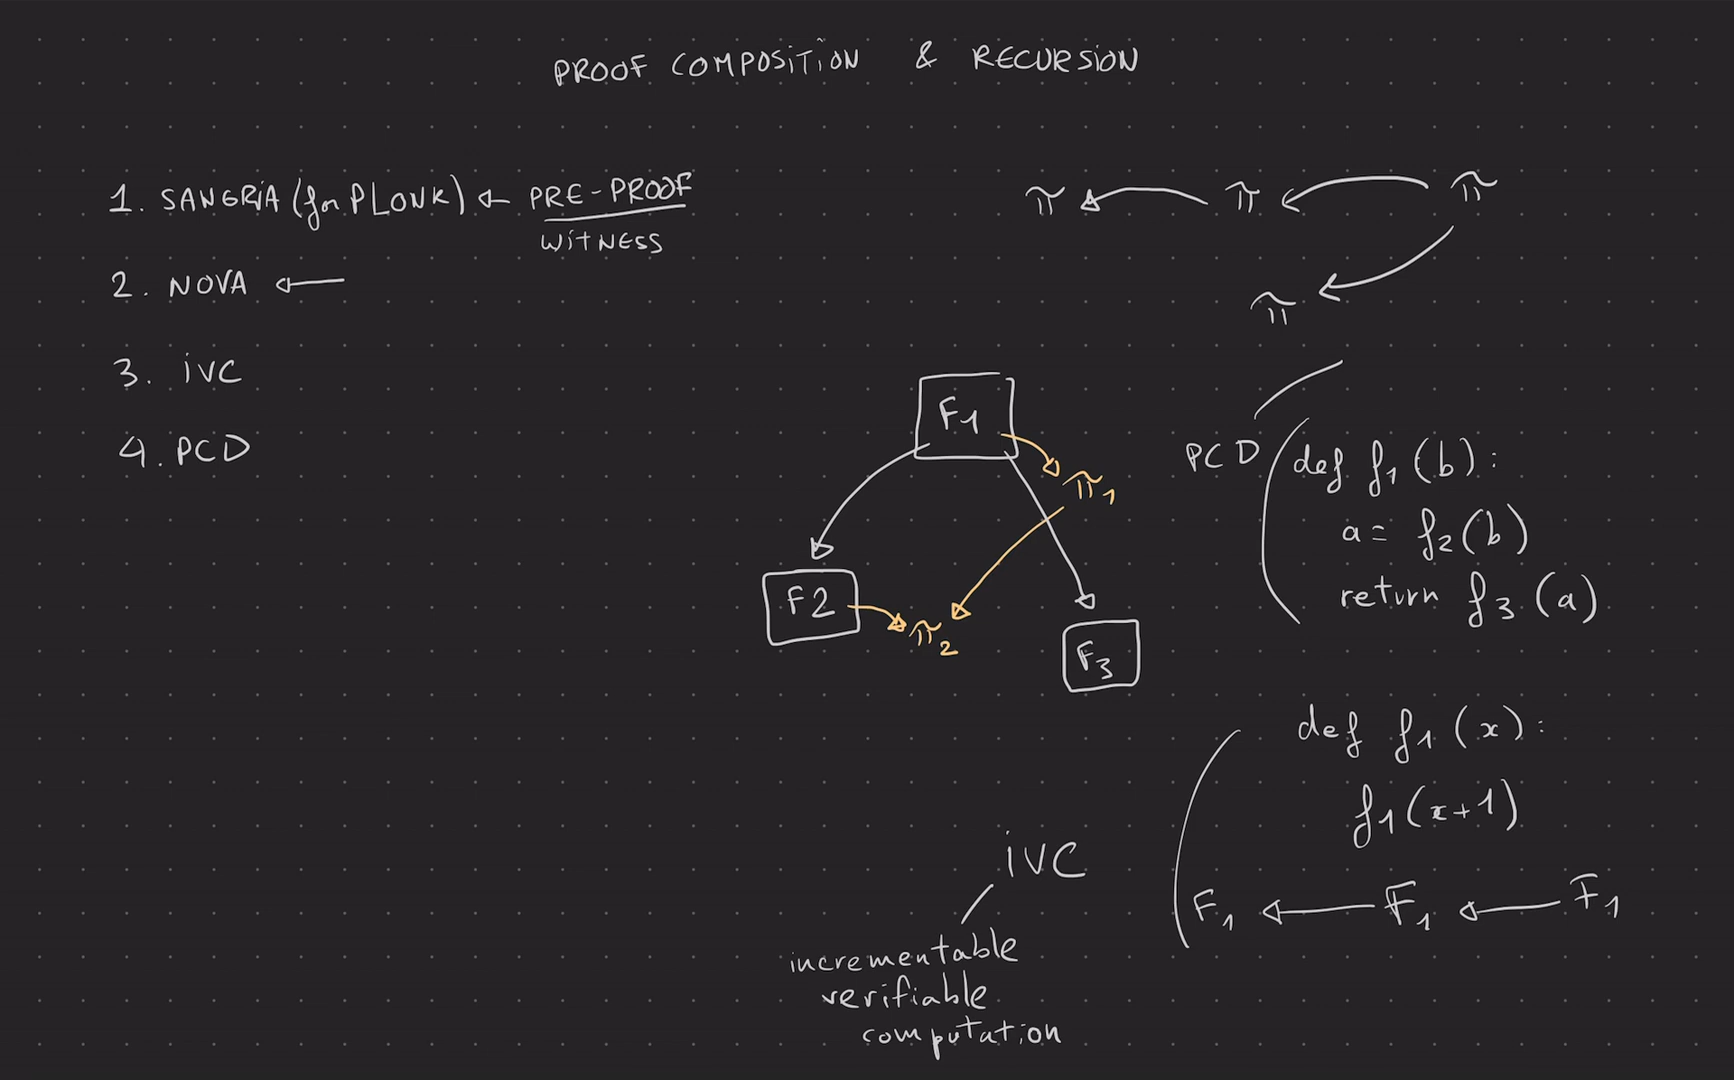 PROOF COMPOSITION & RECURSION
1. SANGRIA (for PLONK) ← PRE-PROOF
WITNESS
2. NOVA ←
3. IVC
4. PCD
π ← π ← π
π
F1
π1
F2
π2
F3
PCD
def f1(b):
a = f2(b)
return f3(a)
def f1(x):
f1(x+1)
F1 ← F1 ← F1
IVC
incrementable
verifiable
computation